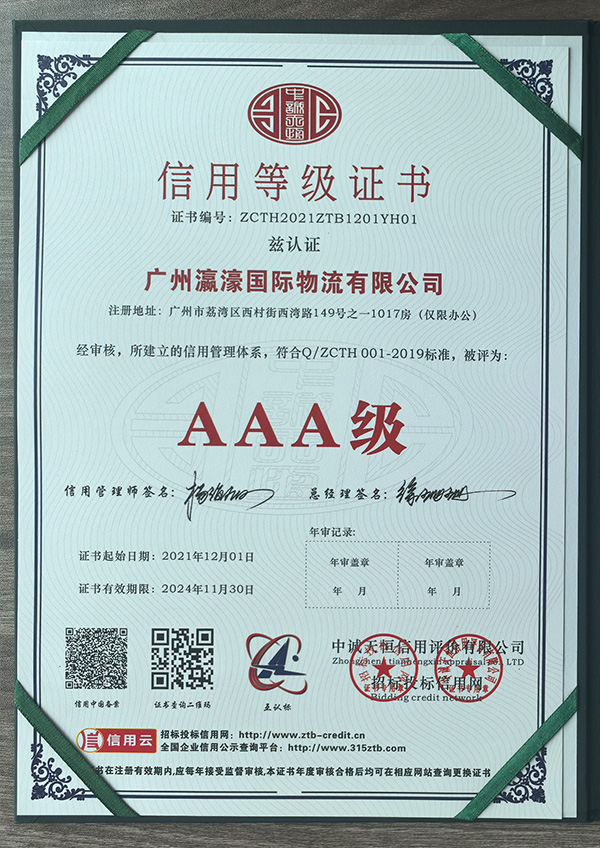 中誠天恒
信用等级证书
证书编号：ZCTH2021ZTB1201YH01
兹认证
广州瀛濠国际物流有限公司
注册地址：广州市荔湾区西村街西湾路149号之一1017房（仅限办公）
经审核，所建立的信用管理体系，符合Q/ZCTH 001-2019标准，被评为：
AAA级
信用管理师签名：
总经理签名：
年审记录:
证书起始日期：2021年12月01日
年审盖章
年审盖章
证书有效期限：2024年11月30日
年 月
年 月
中诚天恒信用评价有限公司
Zhongcheng tianheng
appraisal
LTD
招标投标信用网
Bidding credit network
信用中国备案
证书查询二维码
互认标
信用云
招标投标信用网：http://www.ztb-credit.cn
全国企业信用公示查询平台：http://www.315ztb.com
书在注册有效期内，应每年接受监督审核，本证书年度审核合格后均可在相应网站查询更换证书